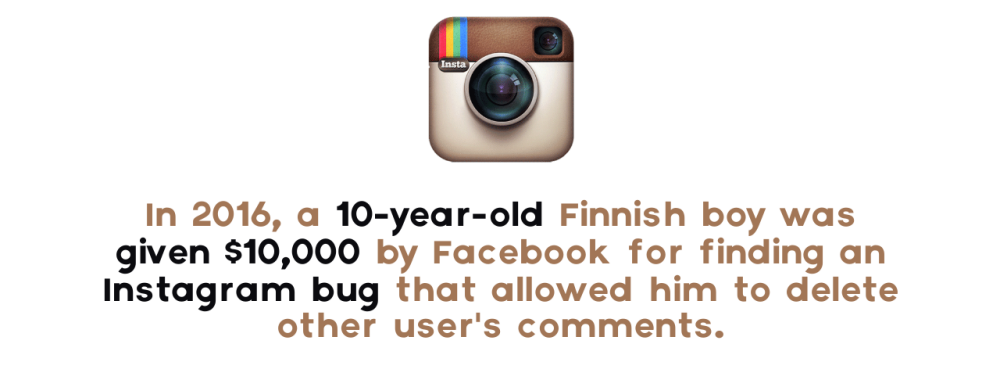 Insta
In 2016, a 10-year-old Finnish boy was
given $10,000 by Facebook for finding an
Instagram bug that allowed him to delete
other user's comments.